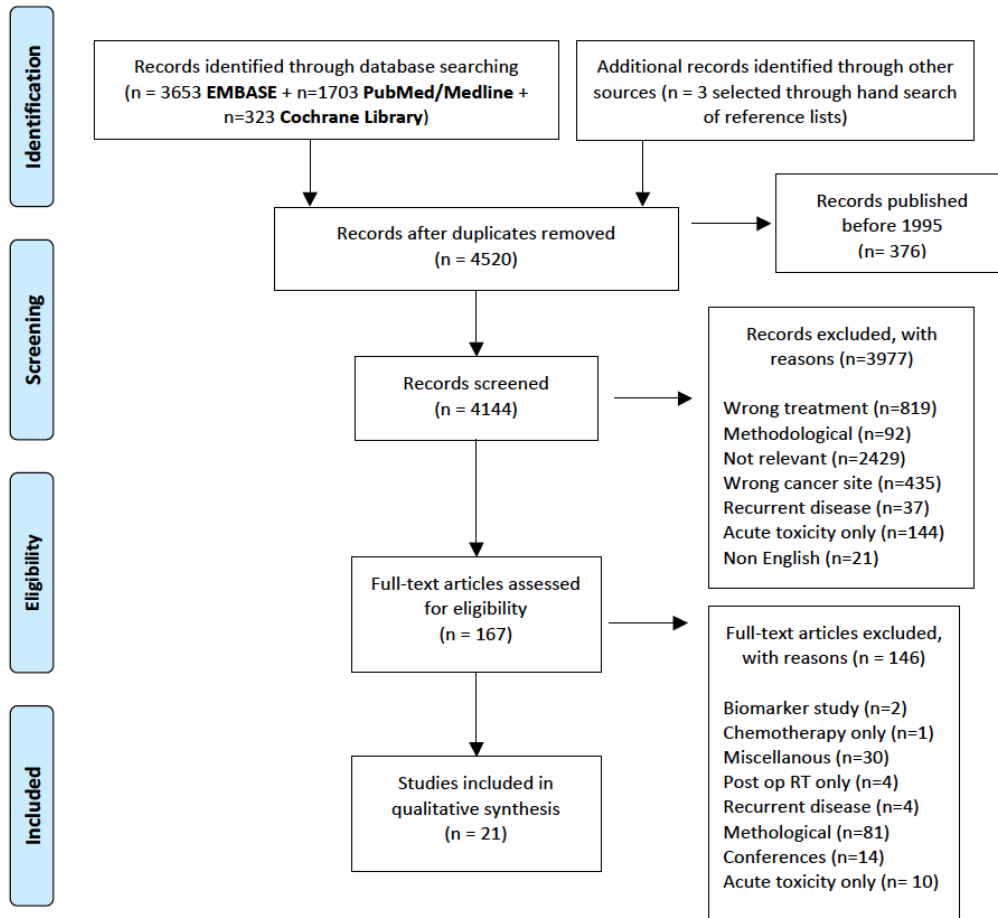 Identification
Records identified through database searching
(n = 3653 EMBASE + n=1703 PubMed/Medline +
n=323 Cochrane Library)
Additional records identified through other
sources (n = 3 selected through hand search
of reference lists)
Records after duplicates removed
(n = 4520)
Records published
before 1995
(n = 376)
Screening
Records screened
(n = 4144)
Records excluded, with
reasons (n=3977)
Wrong treatment (n=819)
Methodological (n=92)
Not relevant (n=2429)
Wrong cancer site (n=435)
Recurrent disease (n=37)
Acute toxicity only (n=144)
Non English (n=21)
Eligibility
Full-text articles assessed
for eligibility
(n = 167)
Full-text articles excluded,
with reasons (n = 146)
Biomarker study (n=2)
Chemotherapy only (n=1)
Miscellanous (n=30)
Post op RT only (n=4)
Recurrent disease (n=4)
Methological (n=81)
Conferences (n=14)
Acute toxicity only (n= 10)
Included
Studies included in
qualitative synthesis
(n = 21)